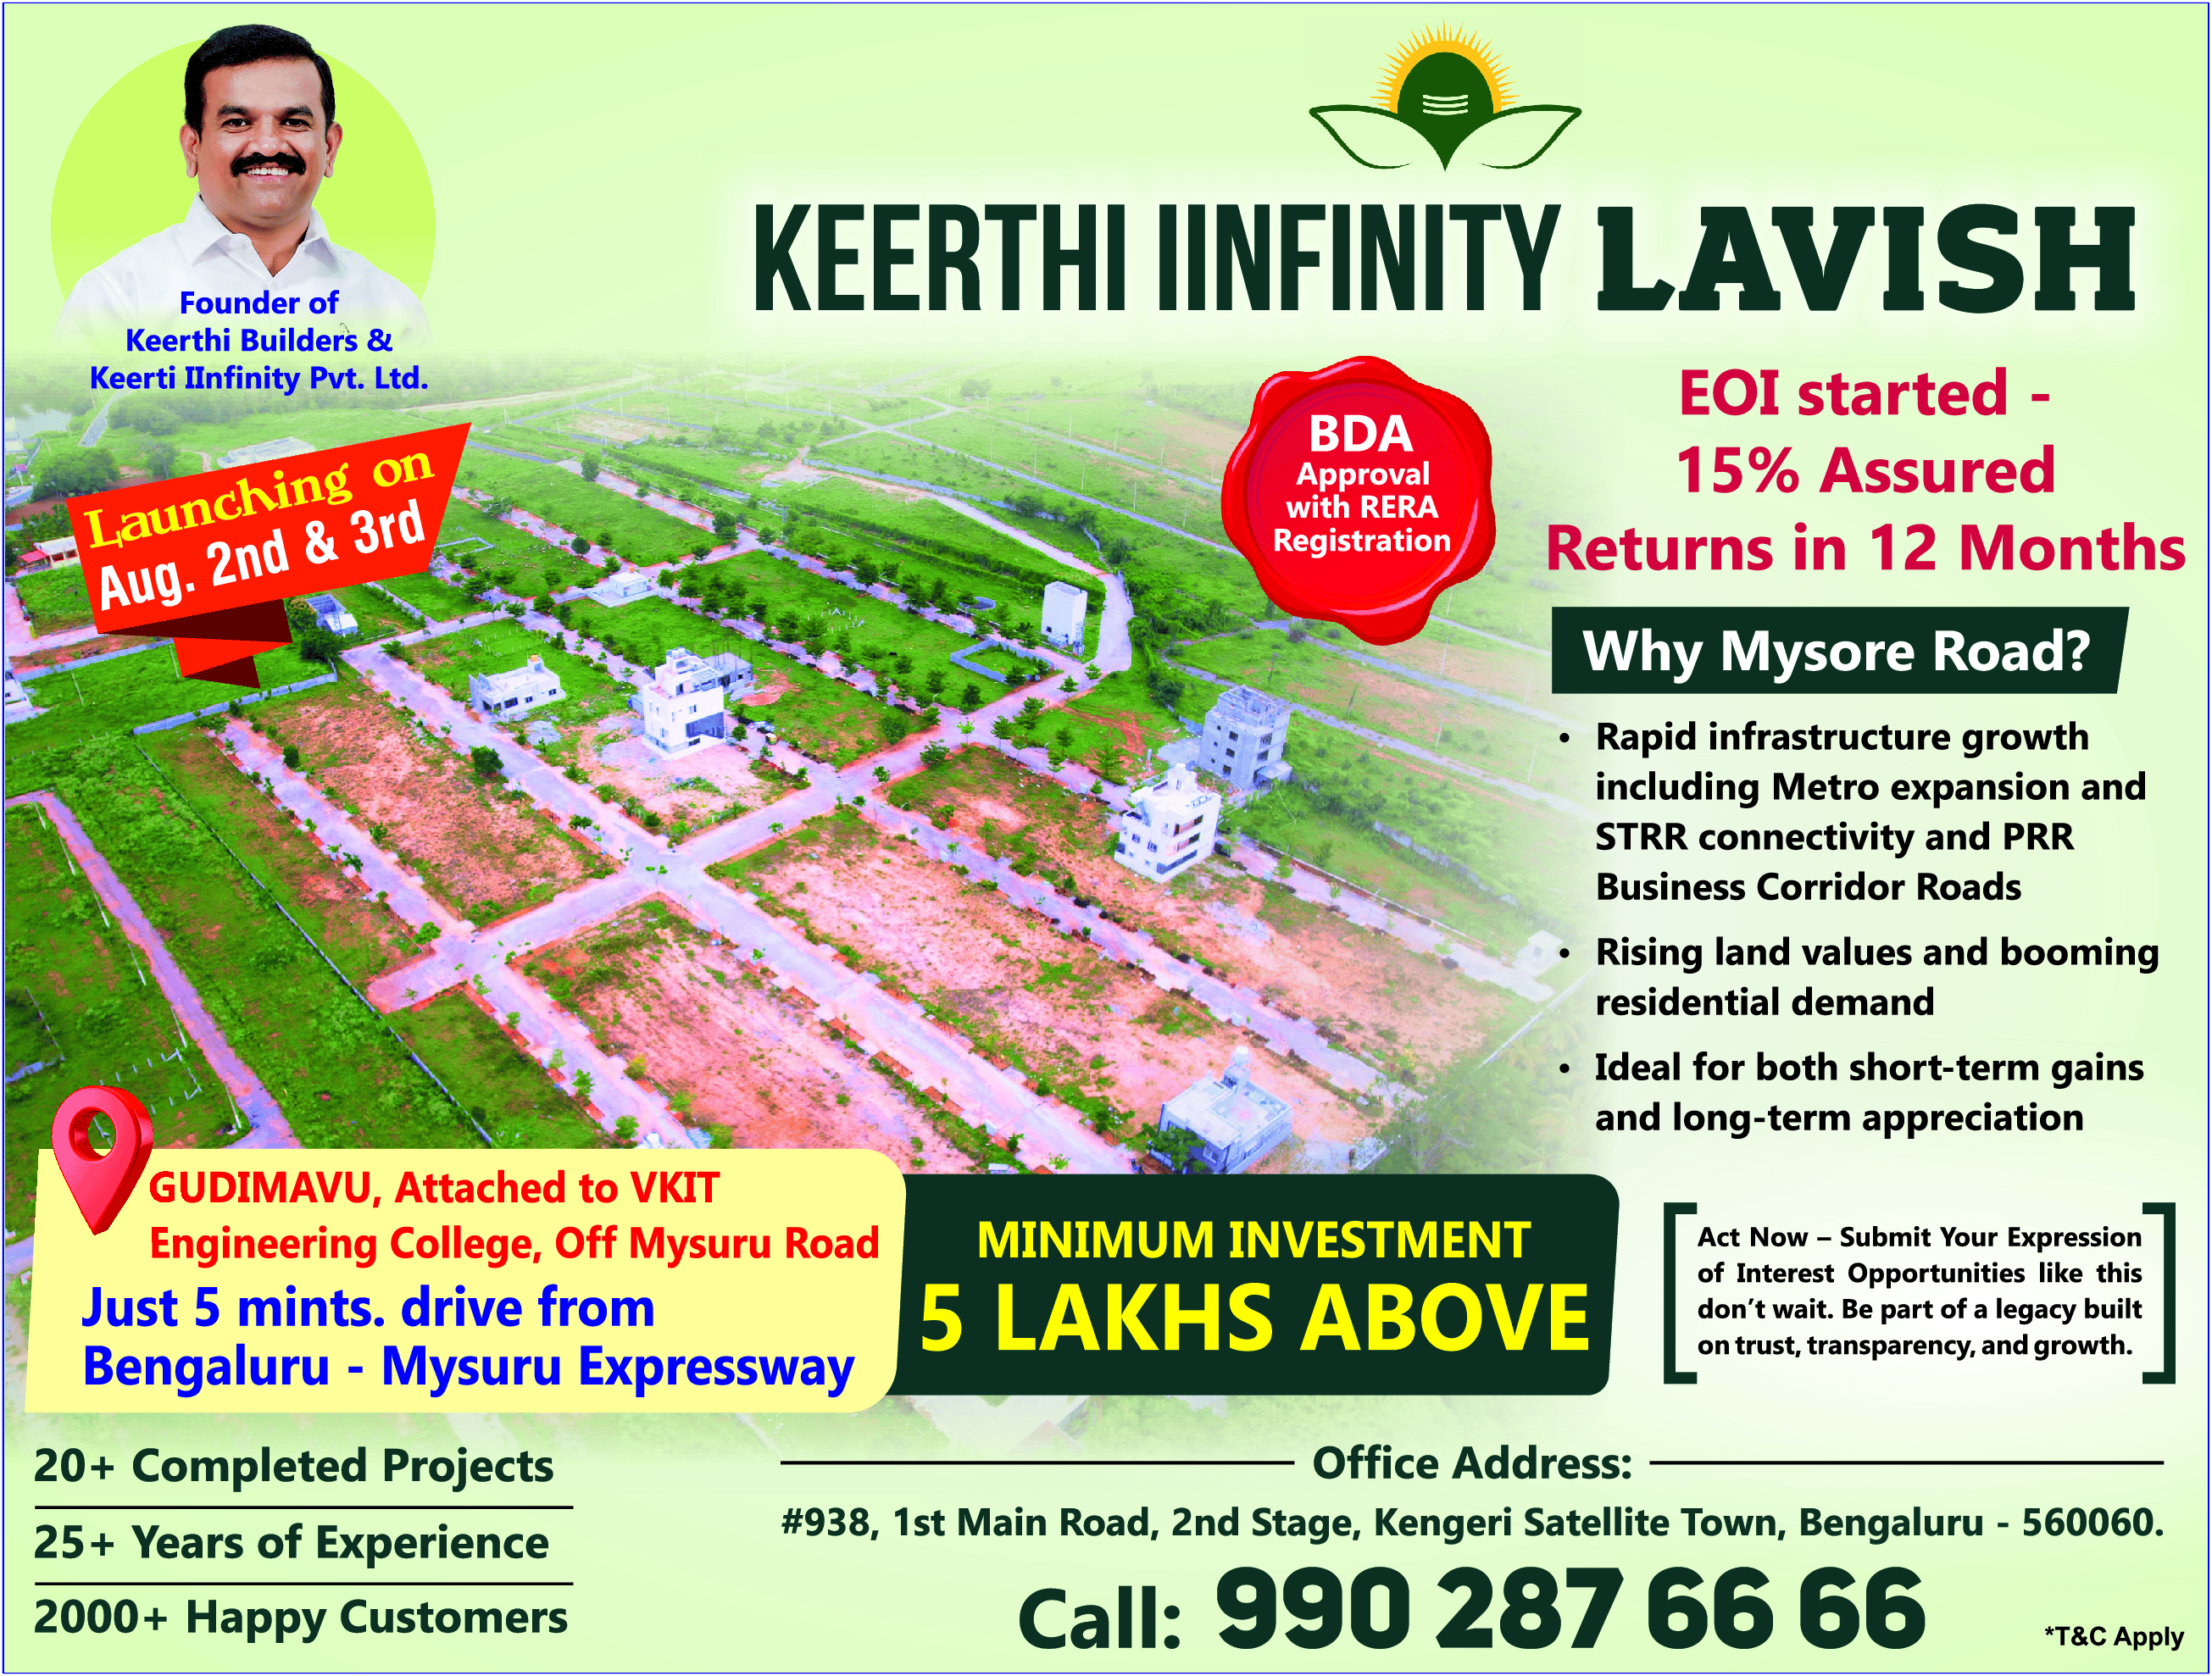 KEERTHI IINFINITY LAVISH
Founder of
Keerthi Builders &
Keerti IInfinity Pvt. Ltd.
Launching on
Aug. 2nd & 3rd
BDA
Approval
with RERA
Registration
EOI started -
15% Assured
Returns in 12 Months
Why Mysore Road?
• Rapid infrastructure growth
including Metro expansion and
STRR connectivity and PRR
Business Corridor Roads
• Rising land values and booming
residential demand
• Ideal for both short-term gains
and long-term appreciation
GUDIMAVU, Attached to VKIT
Engineering College, Off Mysuru Road
Just 5 mints. drive from
Bengaluru - Mysuru Expressway
MINIMUM INVESTMENT
5 LAKHS ABOVE
Act Now – Submit Your Expression
of Interest Opportunities like this
don't wait. Be part of a legacy built
on trust, transparency, and growth.
20+ Completed Projects
25+ Years of Experience
2000+ Happy Customers
Office Address:
#938, 1st Main Road, 2nd Stage, Kengeri Satellite Town, Bengaluru - 560060.
Call: 990 287 66 66
*T&C Apply